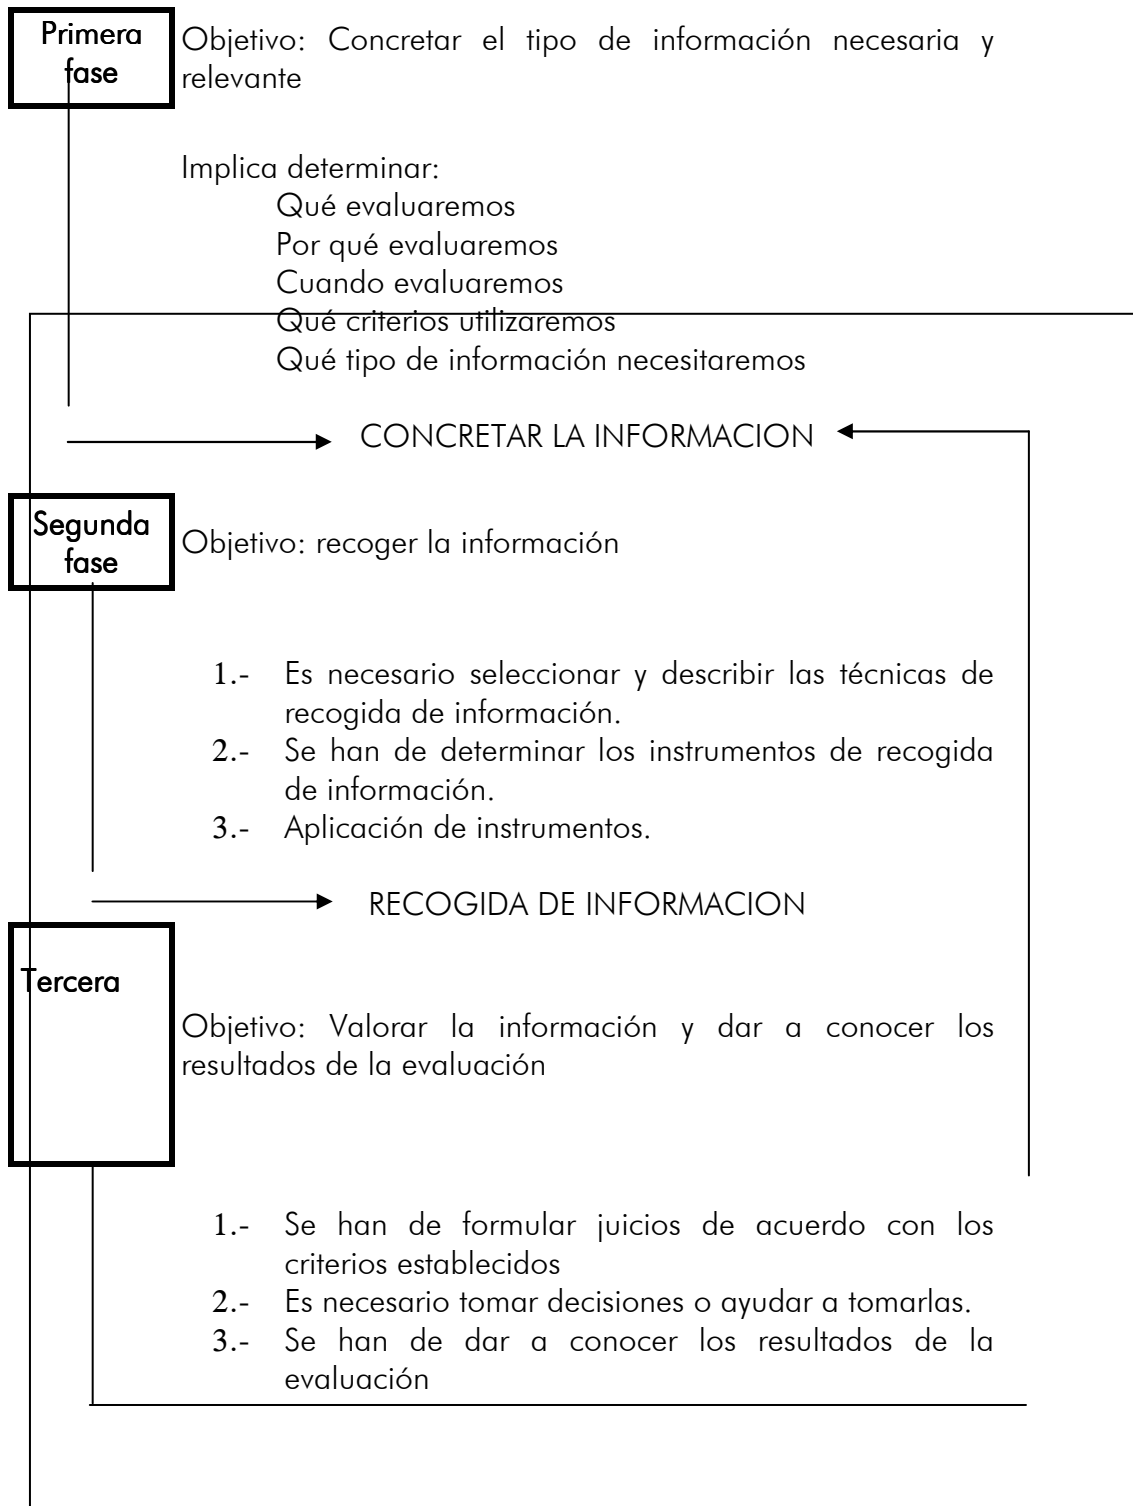 Primera
fase
Objetivo: Concretar el tipo de información necesaria y
relevante
Implica determinar:
Qué evaluaremos
Por qué evaluaremos
Cuando evaluaremos
Qué criterios utilizaremos
Qué tipo de información necesitaremos
CONCRETAR LA INFORMACION
Segunda
fase
Objetivo: recoger la información
1.- Es necesario seleccionar y describir las técnicas de
recogida de información.
2.- Se han de determinar los instrumentos de recogida
de información.
3.- Aplicación de instrumentos.
RECOGIDA DE INFORMACION
Tercera
Objetivo: Valorar la información y dar a conocer los
resultados de la evaluación
1.- Se han de formular juicios de acuerdo con los
criterios establecidos
2.- Es necesario tomar decisiones o ayudar a tomarlas.
3.- Se han de dar a conocer los resultados de la
evaluación